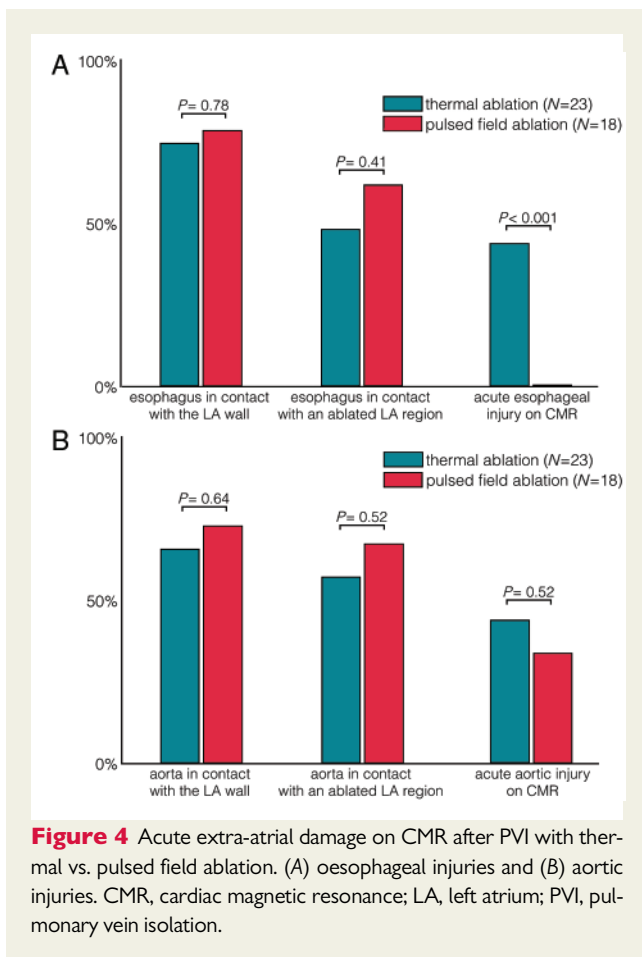 A
100%
P= 0.78
thermal ablation (N=23)
pulsed field ablation (N=18)
P= 0.41
50%
P< 0.001
0%
esophagus in contact
with the LA wall
esophagus in contact
with an ablated LA region
acute esophageal
injury on CMR
B
100%
thermal ablation (N=23)
pulsed field ablation (N=18)
P= 0.64
P= 0.52
50%
P= 0.52
0%
aorta in contact
with the LA wall
aorta in contact
with an ablated LA region
acute aortic injury
on CMR
Figure 4 Acute extra-atrial damage on CMR after PVI with ther-
mal vs. pulsed field ablation. (A) oesophageal injuries and (B) aortic
injuries. CMR, cardiac magnetic resonance; LA, left atrium; PVI, pul-
monary vein isolation.